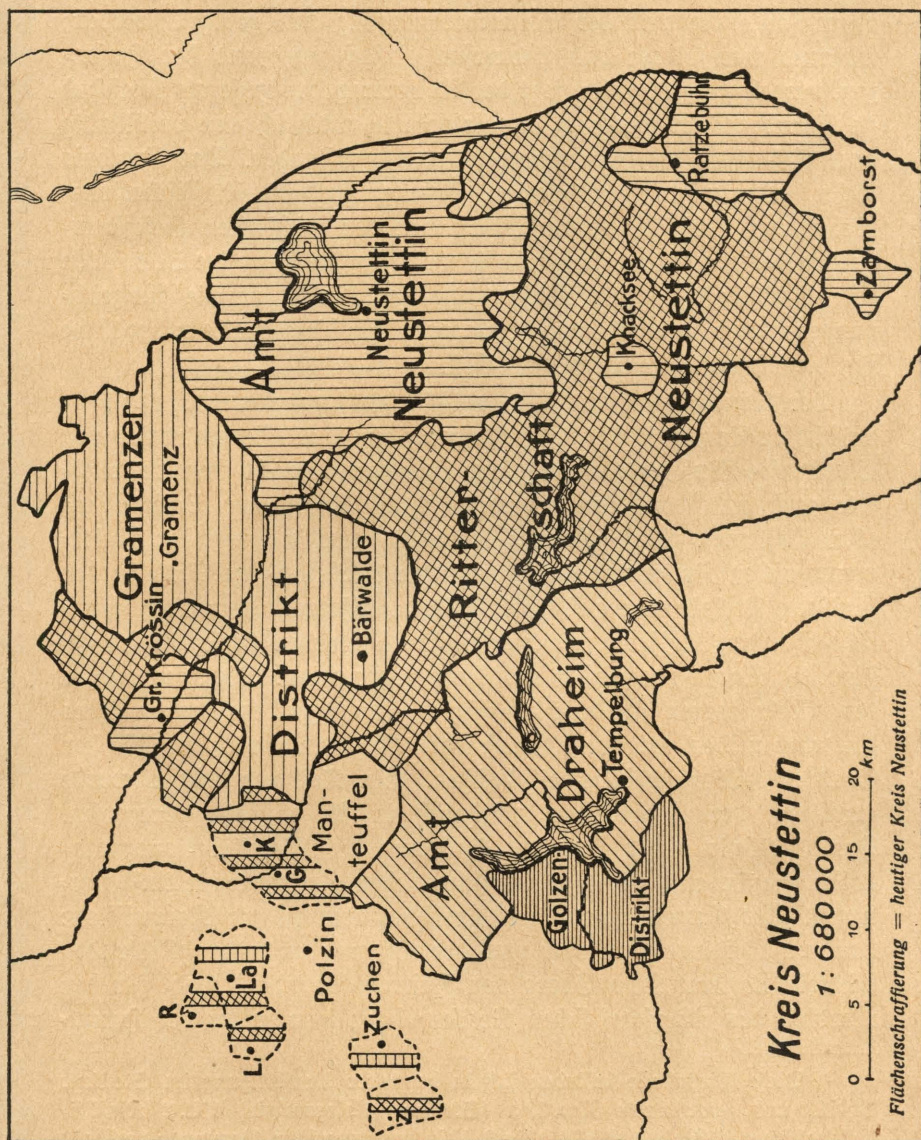 Gramenzer
Gramenz
Gr. Krössin
Distrikt
Bärwalde
Amt
Neustettin
Neustettin
Ritter-
schaft
Neustettin
Knacksee
Ratzebuhr
Zamborst
Man-
teuffel
K
G
Polzin
R
La
L
Zuchen
Z
Amt
Draheim
Tempelburg
Golzen-
Distrikt
Kreis Neustettin
1:680000
0 5 10 15 20 km
Flächenschraffierung = heutiger Kreis Neustettin